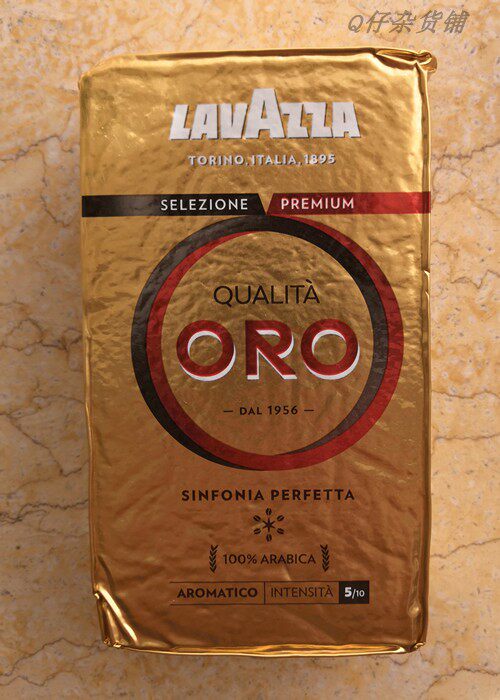 Q仔杂货铺
LAVAZZA
TORINO, ITALIA, 1895
SELEZIONE PREMIUM
QUALITÀ
ORO
— DAL 1956 —
SINFONIA PERFETTA
100% ARABICA
AROMATICO INTENSITÀ 5/10